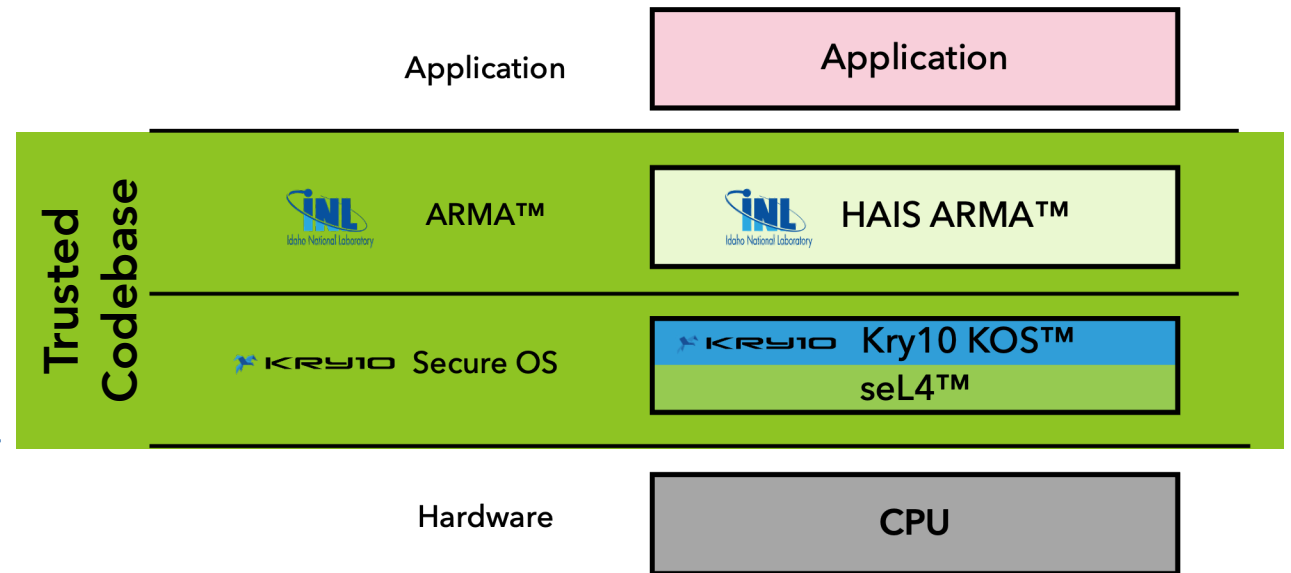 Application
Application
Trusted
Codebase
INL
Idaho National Laboratory
ARMA™
INL
Idaho National Laboratory
HAIS ARMA™
KRY10
Secure OS
KRY10
Kry10 KOS™
seL4™
Hardware
CPU